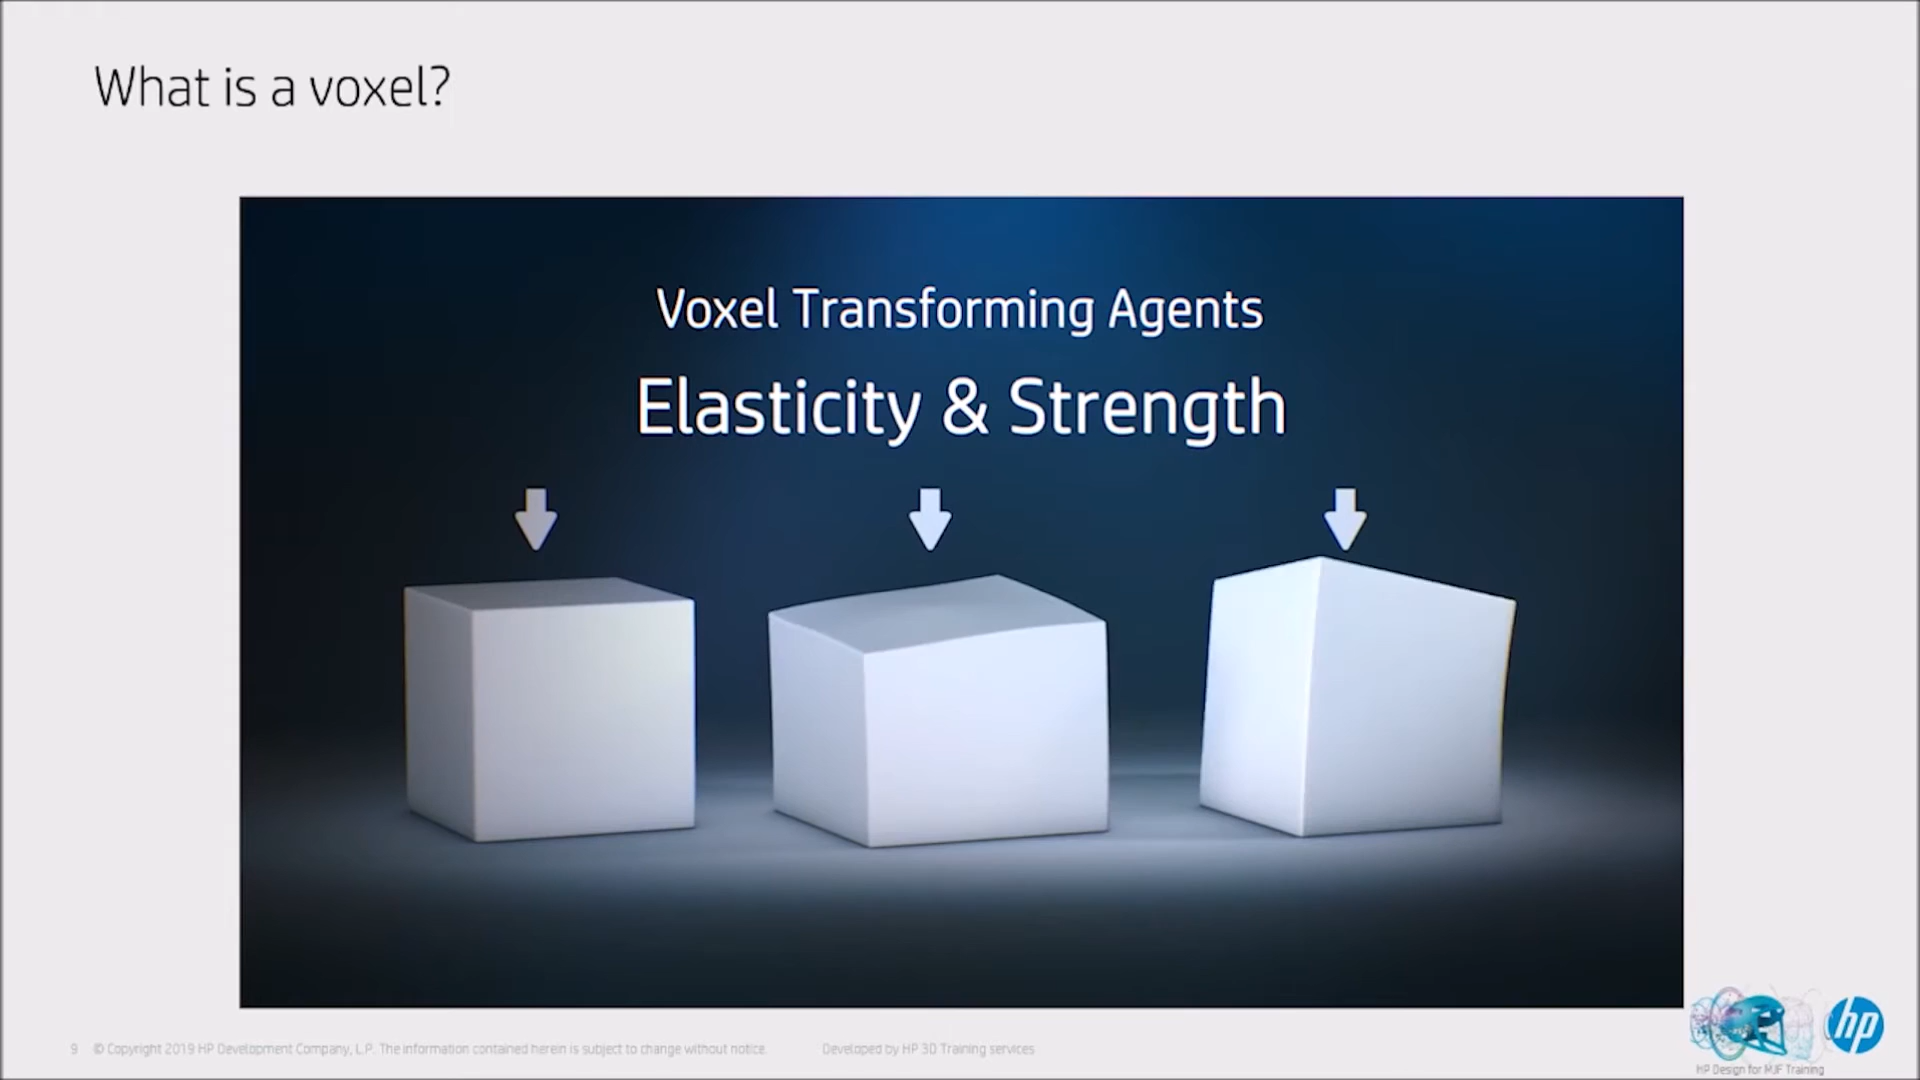 What is a voxel?
Voxel Transforming Agents
Elasticity & Strength
9 © Copyright 2019 HP Development Company, L.P. The information contained herein is subject to change without notice. Developed by HP 3D Training services
hp
HP Design for MJF Training